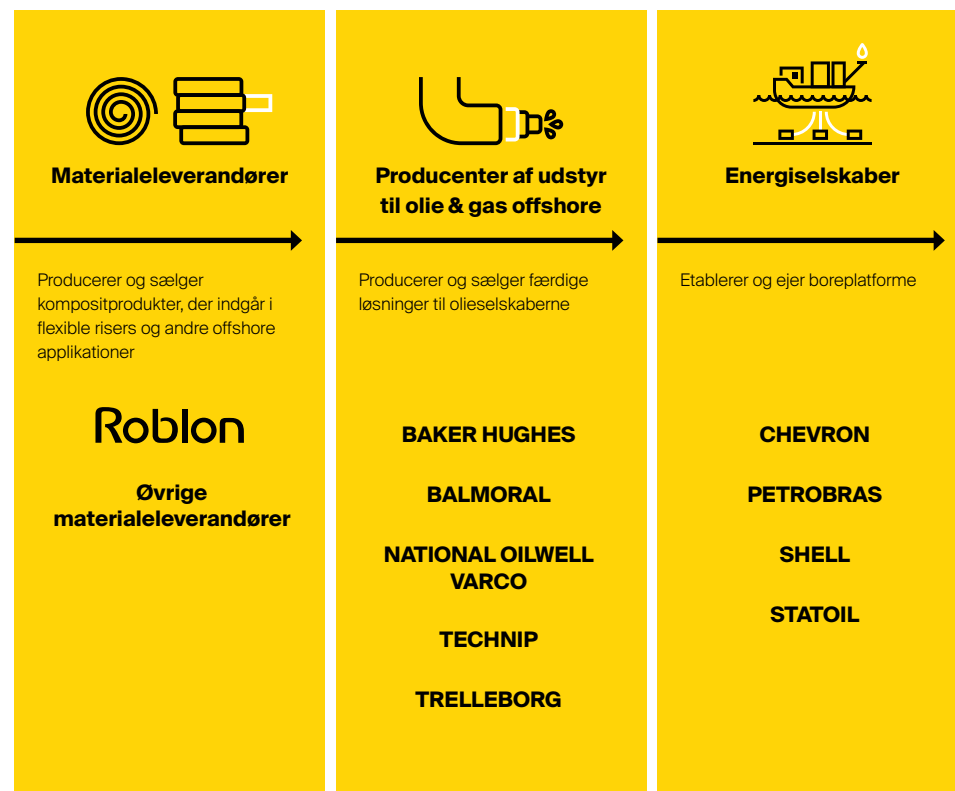 Materialeleverandører
Producerer og sælger
kompositprodukter, der indgår i
flexible risers og andre offshore
applikationer
Roblon
Øvrige
materialeleverandører
Producenter af udstyr
til olie & gas offshore
Producerer og sælger færdige
løsninger til olieselskaberne
BAKER HUGHES
BALMORAL
NATIONAL OILWELL
VARCO
TECHNIP
TRELLEBORG
Energiselskaber
Etablerer og ejer boreplatforme
CHEVRON
PETROBRAS
SHELL
STATOIL